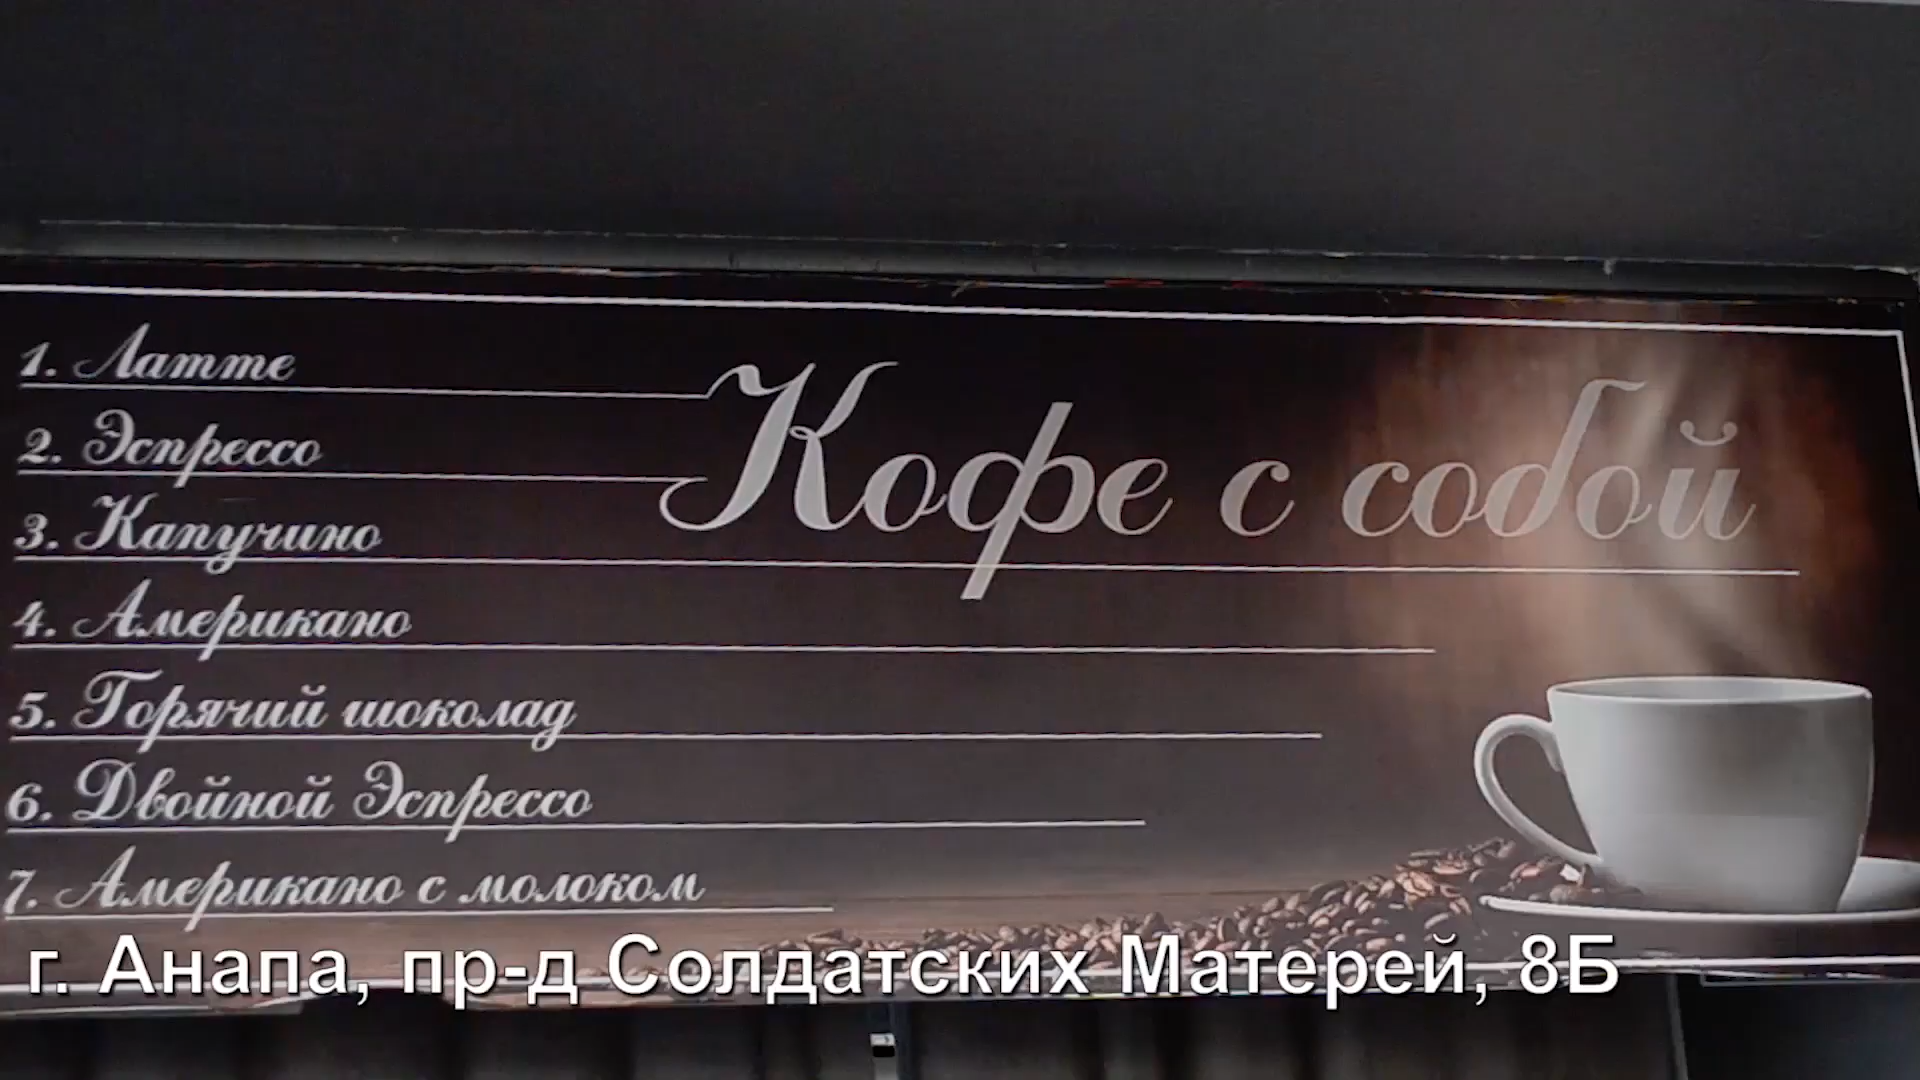 1. Латте
2. Эспрессо
3. Капучино
4. Американо
5. Горячий шоколад
6. Двойной Эспрессо
7. Американо с молоком
Кофе с собой
г. Анапа, пр-д Солдатских Матерей, 8Б